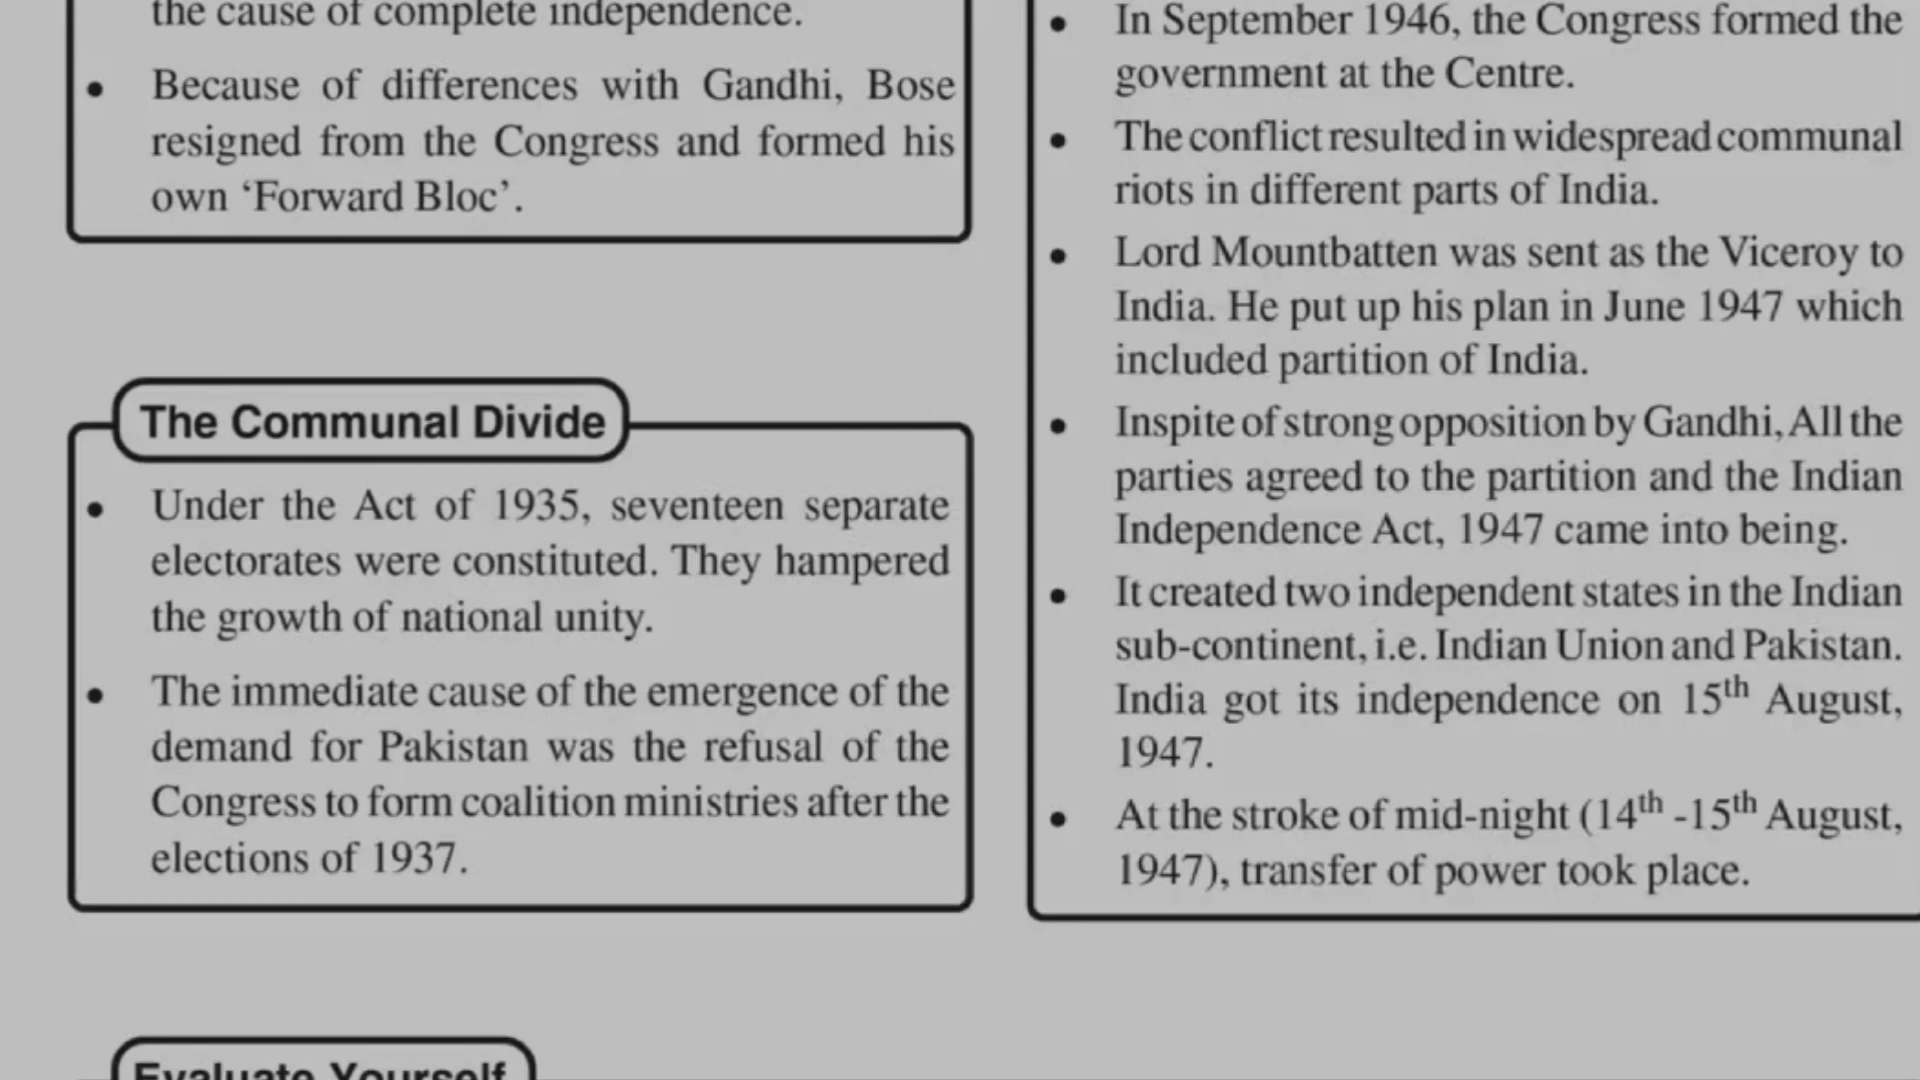 the cause of complete independence.
• Because of differences with Gandhi, Bose
resigned from the Congress and formed his
own ‘Forward Bloc’.
The Communal Divide
• Under the Act of 1935, seventeen separate
electorates were constituted. They hampered
the growth of national unity.
• The immediate cause of the emergence of the
demand for Pakistan was the refusal of the
Congress to form coalition ministries after the
elections of 1937.
• In September 1946, the Congress formed the
government at the Centre.
• The conflict resulted in widespread communal
riots in different parts of India.
• Lord Mountbatten was sent as the Viceroy to
India. He put up his plan in June 1947 which
included partition of India.
• Inspite of strong opposition by Gandhi, All the
parties agreed to the partition and the Indian
Independence Act, 1947 came into being.
• It created two independent states in the Indian
sub-continent, i.e. Indian Union and Pakistan.
India got its independence on 15th August,
1947.
• At the stroke of mid-night (14th -15th August,
1947), transfer of power took place.
Evaluate Yourself